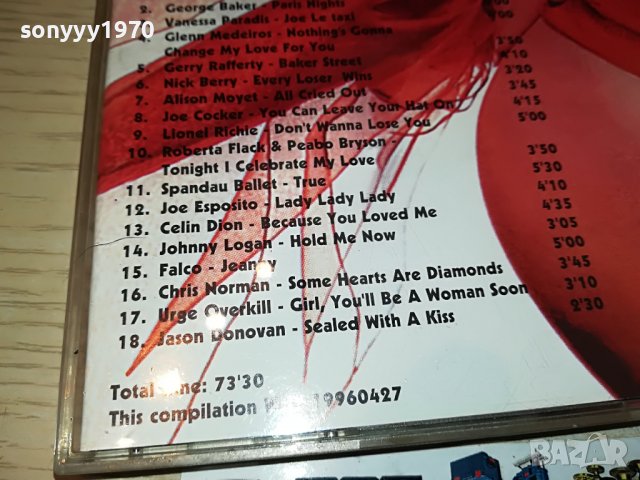 sonyyy1970
2. George Baker - Paris Nights
Vanessa Paradis - Joe Le taxi
4. Glenn Medeiros - Nothing's Gonna
Change My Love For You 3'50
5. Gerry Rafferty - Baker Street 4'10
6. Nick Berry - Every Loser Wins 3'20
7. Alison Moyet - All Cried Out 3'45
8. Joe Cocker - You Can Leave Your Hat On 4'15
9. Lionel Richie - Don't Wanna Lose You 5'00
10. Roberta Flack & Peabo Bryson -
Tonight I Celebrate My Love 3'50
11. Spandau Ballet - True 5'30
12. Joe Esposito - Lady Lady Lady 4'10
13. Celin Dion - Because You Loved Me 4'35
14. Johnny Logan - Hold Me Now 3'05
15. Falco - Jeanny 5'00
16. Chris Norman - Some Hearts Are Diamonds 3'45
17. Urge Overkill - Girl, You'll Be A Woman Soon 3'10
18. Jason Donovan - Sealed With A Kiss 2'30
Total Time: 73'30
This compilation 19960427
BAZAR